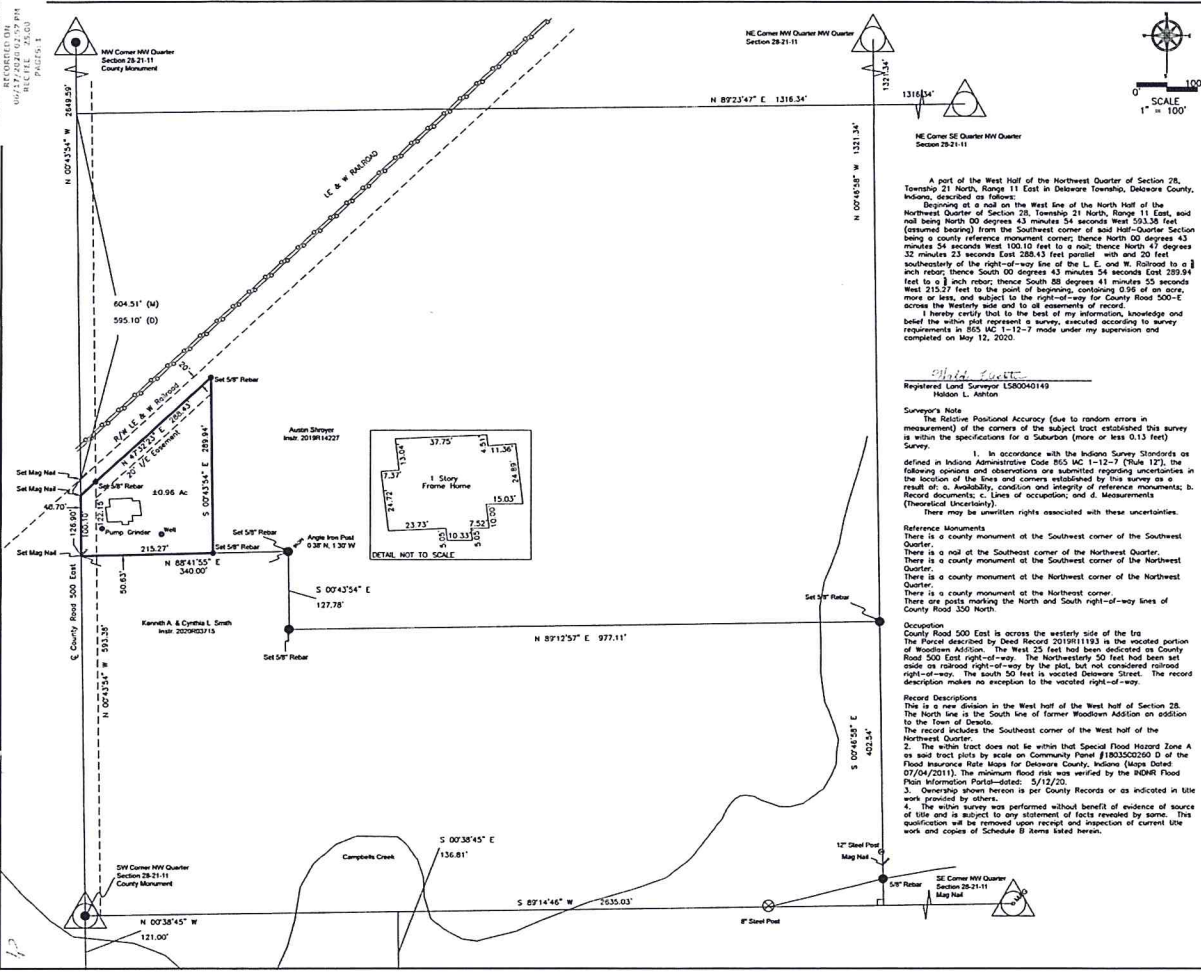 RECORDED ON
06/17/2020 02:57 PM
REC FEE 25.00
PAGES: 1
NW Corner NW Quarter
Section 28-21-11
County Monument
NE Corner NW Quarter NW Quarter
Section 28-21-11
1321.34'
1316.34'
NE Corner SE Quarter NW Quarter
Section 28-21-11
0'
100
SCALE
1" = 100'
N 89°23'47" E 1316.34'
N 00°43'54" W 2649.59'
N 00°46'58" W 1321.34'
LE & W RAILROAD
604.51' (M)
595.10' (D)
R/W LE & W Railroad
20'
N 47°32'23" E 288.43'
20' I/E Easement
Set 5/8" Rebar
Set Mag Nail
Set Mag Nail
Set 5/8" Rebar
±0.96 Ac
S 00°43'54" E 289.94'
48.70'
126.90'
100.10'
122.15'
Pump Grinder
Well
Set Mag Nail
215.27'
Set 5/8" Rebar
Set 5/8" Rebar
N 88°41'55" E
340.00'
50.63'
Angle Iron Post
0.38' N, 1.30' W
Austin Shroyer
Instr. 2019R14227
37.75'
4.51'
11.36'
13.04'
7.37'
24.72'
24.89'
1 Story
Frame Home
15.03'
10.00'
23.73'
7.52'
5.05'
10.33'
5.05'
DETAIL NOT TO SCALE
S 00°43'54" E
127.78'
Set 5/8" Rebar
Kenneth A. & Cynthia L. Smith
Instr. 2020R03715
N 89°12'57" E 977.11'
Set 5/8" Rebar
℄ County Road 500 East
N 00°43'54" W 593.38'
S 00°46'58" E
402.54'
S 00°38'45" E
136.81'
Campbells Creek
SW Corner NW Quarter
Section 28-21-11
County Monument
N 00°38'45" W
121.00'
S 89°14'46" W 2635.03'
8" Steel Post
12" Steel Post
Mag Nail
5/8" Rebar
SE Corner NW Quarter
Section 28-21-11
Mag Nail
A part of the West Half of the Northwest Quarter of Section 28,
Township 21 North, Range 11 East in Delaware Township, Delaware County,
Indiana, described as follows:
Beginning at a nail on the West line of the North Half of the
Northwest Quarter of Section 28, Township 21 North, Range 11 East, said
nail being North 00 degrees 43 minutes 54 seconds West 593.38 feet
(assumed bearing) from the Southwest corner of said Half-Quarter Section
being a county reference monument corner; thence North 00 degrees 43
minutes 54 seconds West 100.10 feet to a nail; thence North 47 degrees
32 minutes 23 seconds East 288.43 feet parallel with and 20 feet
southeasterly of the right-of-way line of the L. E. and W. Railroad to a
inch rebar; thence South 00 degrees 43 minutes 54 seconds East 289.94
feet to a inch rebar; thence South 88 degrees 41 minutes 55 seconds
West 215.27 feet to the point of beginning, containing 0.96 of an acre,
more or less, and subject to the right-of-way for County Road 500-E
across the Westerly side and to all easements of record.
I hereby certify that to the best of my information, knowledge and
belief the within plat represent a survey, executed according to survey
requirements in 865 IAC 1-12-7 made under my supervision and
completed on May 12, 2020.
Registered Land Surveyor LS80040149
Haldon L. Ashton
Surveyor's Note
The Relative Positional Accuracy (due to random errors in
measurement) of the corners of the subject tract established this survey
is within the specifications for a Suburban (more or less 0.13 feet)
Survey.
1. In accordance with the Indiana Survey Standards as
defined in Indiana Administrative Code 865 IAC 1-12-7 ("Rule 12"), the
following opinions and observations are submitted regarding uncertainties in
the location of the lines and corners established by this survey as a
result of: a. Availability, condition and integrity of reference monuments; b.
Record documents; c. Lines of occupation; and d. Measurements
(Theoretical Uncertainty).
There may be unwritten rights associated with these uncertainties.
Reference Monuments
There is a county monument at the Southwest corner of the Southwest
Quarter.
There is a nail at the Southeast corner of the Northwest Quarter.
There is a county monument at the Southwest corner of the Northwest
Quarter.
There is a county monument at the Northwest corner of the Northwest
Quarter.
There is a county monument at the Northeast corner.
There are posts marking the North and South right-of-way lines of
County Road 350 North.
Occupation
County Road 500 East is across the westerly side of the tra
The Parcel described by Deed Record 2019R11193 is the vacated portion
of Woodlawn Addition. The West 25 feet had been dedicated as County
Road 500 East right-of-way. The Northwesterly 50 feet had been set
aside as railroad right-of-way by the plat, but not considered railroad
right-of-way. The south 50 feet is vacated Delaware Street. The record
description makes no exception to the vacated right-of-way.
Record Descriptions
This is a new division in the West half of the West half of Section 28.
The North line is the South line of former Woodlawn Addition an addition
to the Town of Desoto.
The record includes the Southeast corner of the West half of the
Northwest Quarter.
2. The within tract does not lie within that Special Flood Hazard Zone A
as said tract plots by scale on Community Panel #18035C0260 D of the
Flood Insurance Rate Maps for Delaware County, Indiana (Maps Dated:
07/04/2011). The minimum flood risk was verified by the INDNR Flood
Plain Information Portal—dated: 5/12/20.
3. Ownership shown hereon is per County Records or as indicated in title
work provided by others.
4. The within survey was performed without benefit of evidence of source
of title and is subject to any statement of facts revealed by same. This
qualification will be removed upon receipt and inspection of current title
work and copies of Schedule B items listed herein.